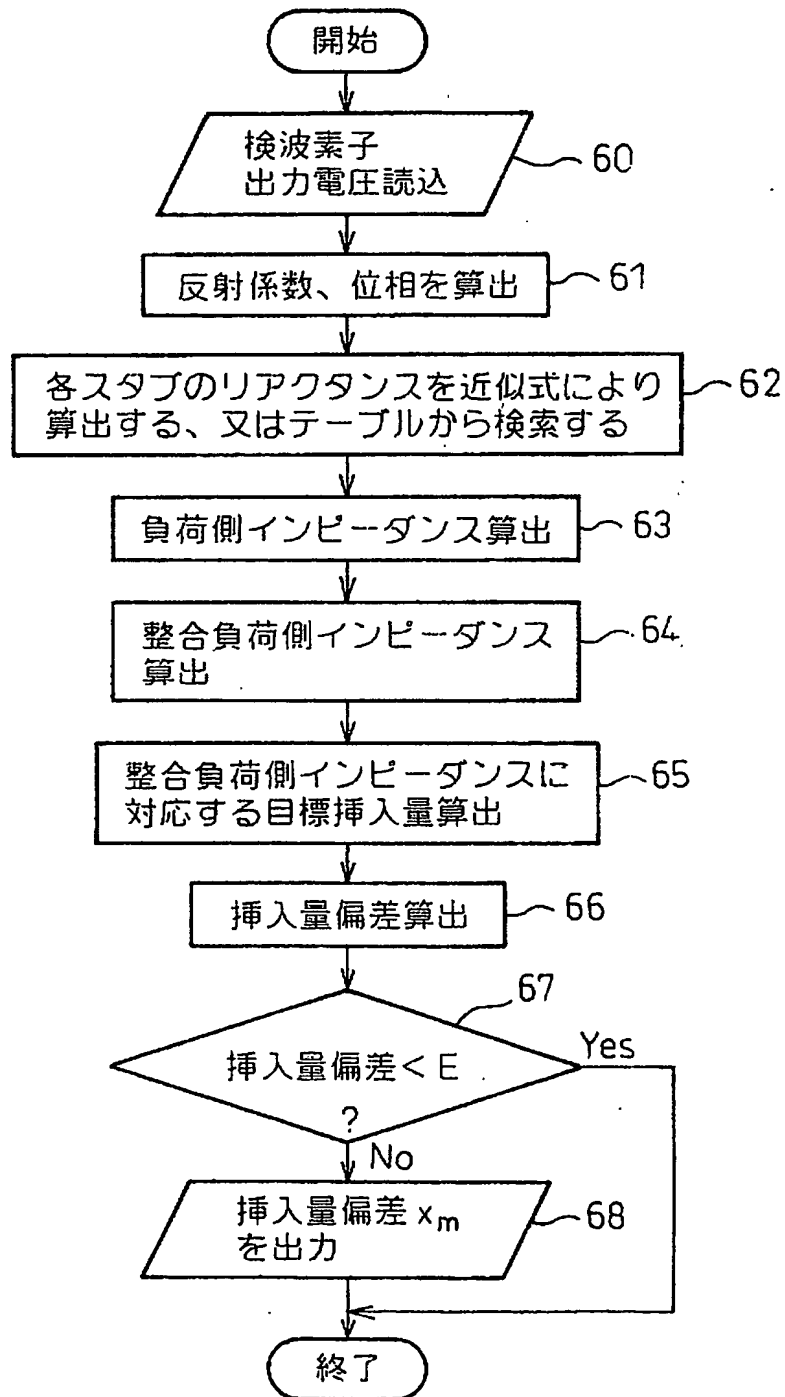 開始
検波素子
出力電圧読込
60
反射係数、位相を算出
61
各スタブのリアクタンスを近似式により
算出する、又はテーブルから検索する
62
負荷側インピーダンス算出
63
整合負荷側インピーダンス
算出
64
整合負荷側インピーダンスに
対応する目標挿入量算出
65
挿入量偏差算出
66
67
挿入量偏差<E
?
Yes
No
挿入量偏差 xm
を出力
68
終了